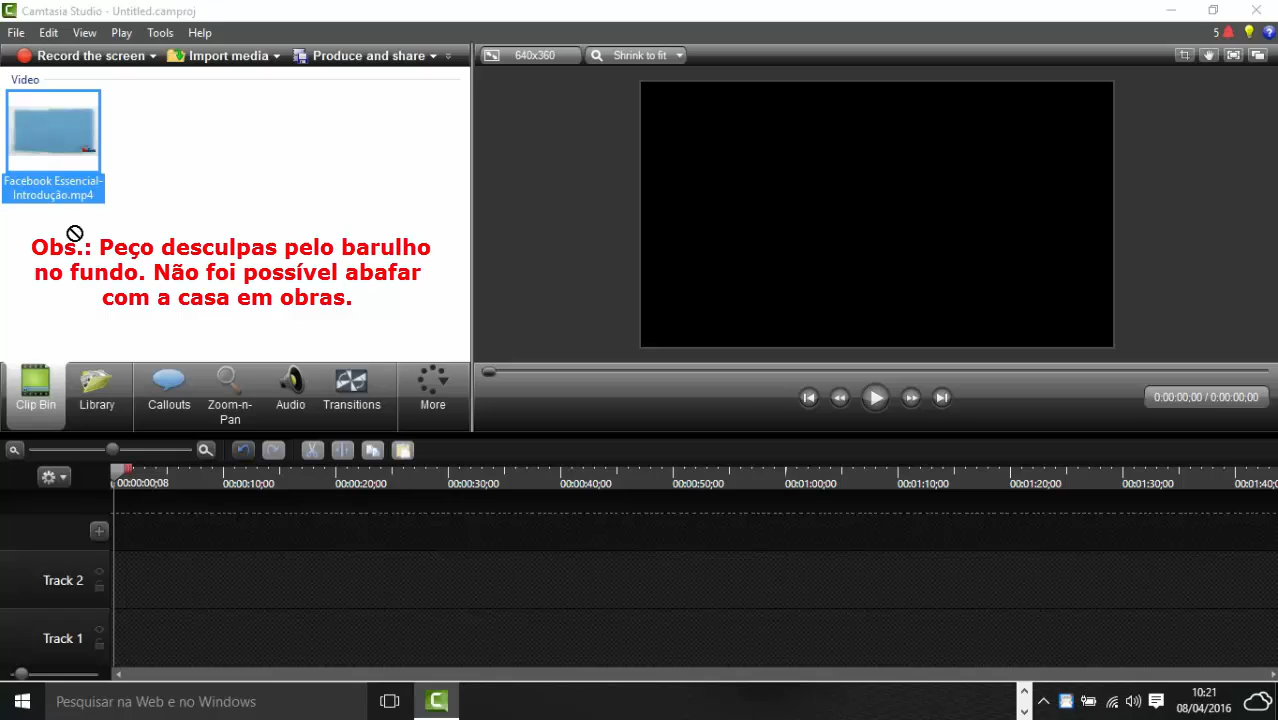 Camtasia Studio - Untitled.camproj
File Edit View Play Tools Help
5
Record the screen Import media Produce and share
640x360 Shrink to fit
Video
Facebook Essencial-
Introdução.mp4
Obs.: Peço desculpas pelo barulho
no fundo. Não foi possível abafar
com a casa em obras.
Clip Bin Library Callouts Zoom-n-
Pan Audio Transitions More
0:00:00,00 / 0:00:00,00
00:00:00;08 00:00:10;00 00:00:20;00 00:00:30;00 00:00:40;00 00:00:50;00 00:01:00;00 00:01:10;00 00:01:20;00 00:01:30;00 00:01:40;0
Track 2
Track 1
Pesquisar na Web e no Windows
10:21
08/04/2016